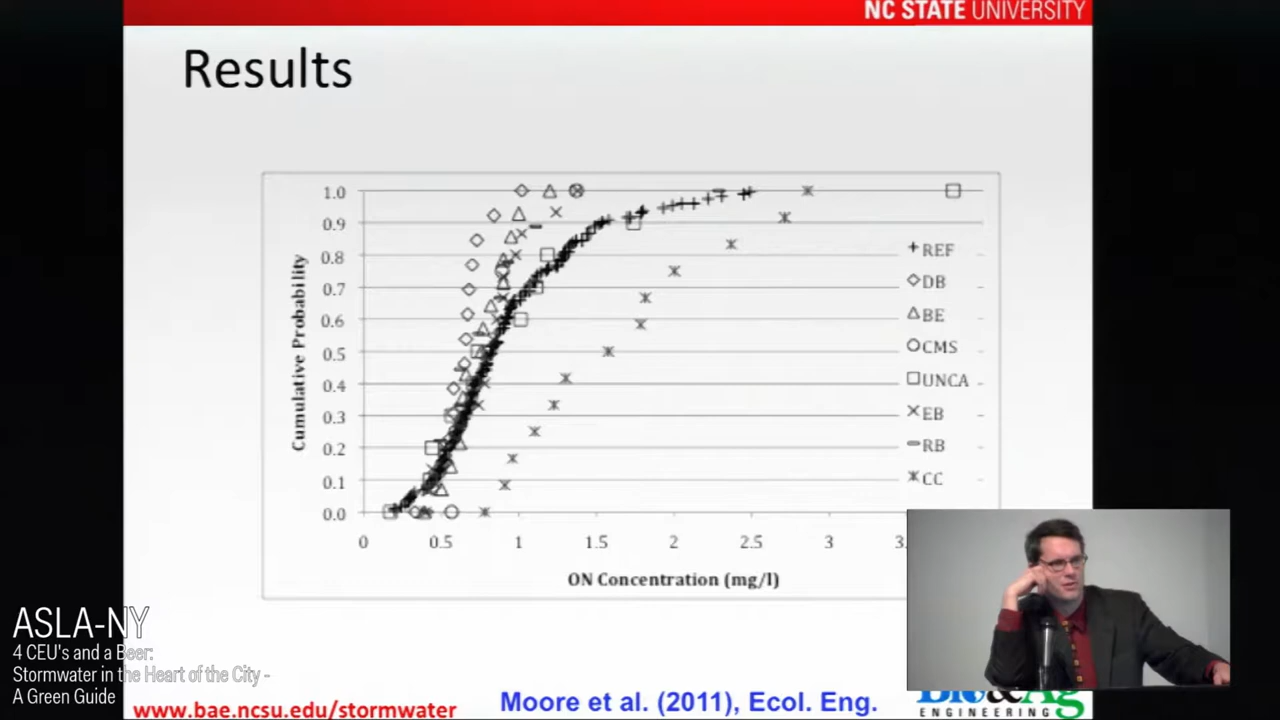 NC STATE UNIVERSITY
Results
1.0
0.9
0.8
0.7
0.6
0.5
0.4
0.3
0.2
0.1
0.0
Cumulative Probability
REF
DB
BE
CMS
UNCA
EB
RB
CC
0 0.5 1 1.5 2 2.5 3 3.
ON Concentration (mg/l)
ASLA-NY
4 CEU's and a Beer:
Stormwater in the Heart of the City -
A Green Guide
www.bae.ncsu.edu/stormwater
Moore et al. (2011), Ecol. Eng.
Bio&Ag
ENGINEERING